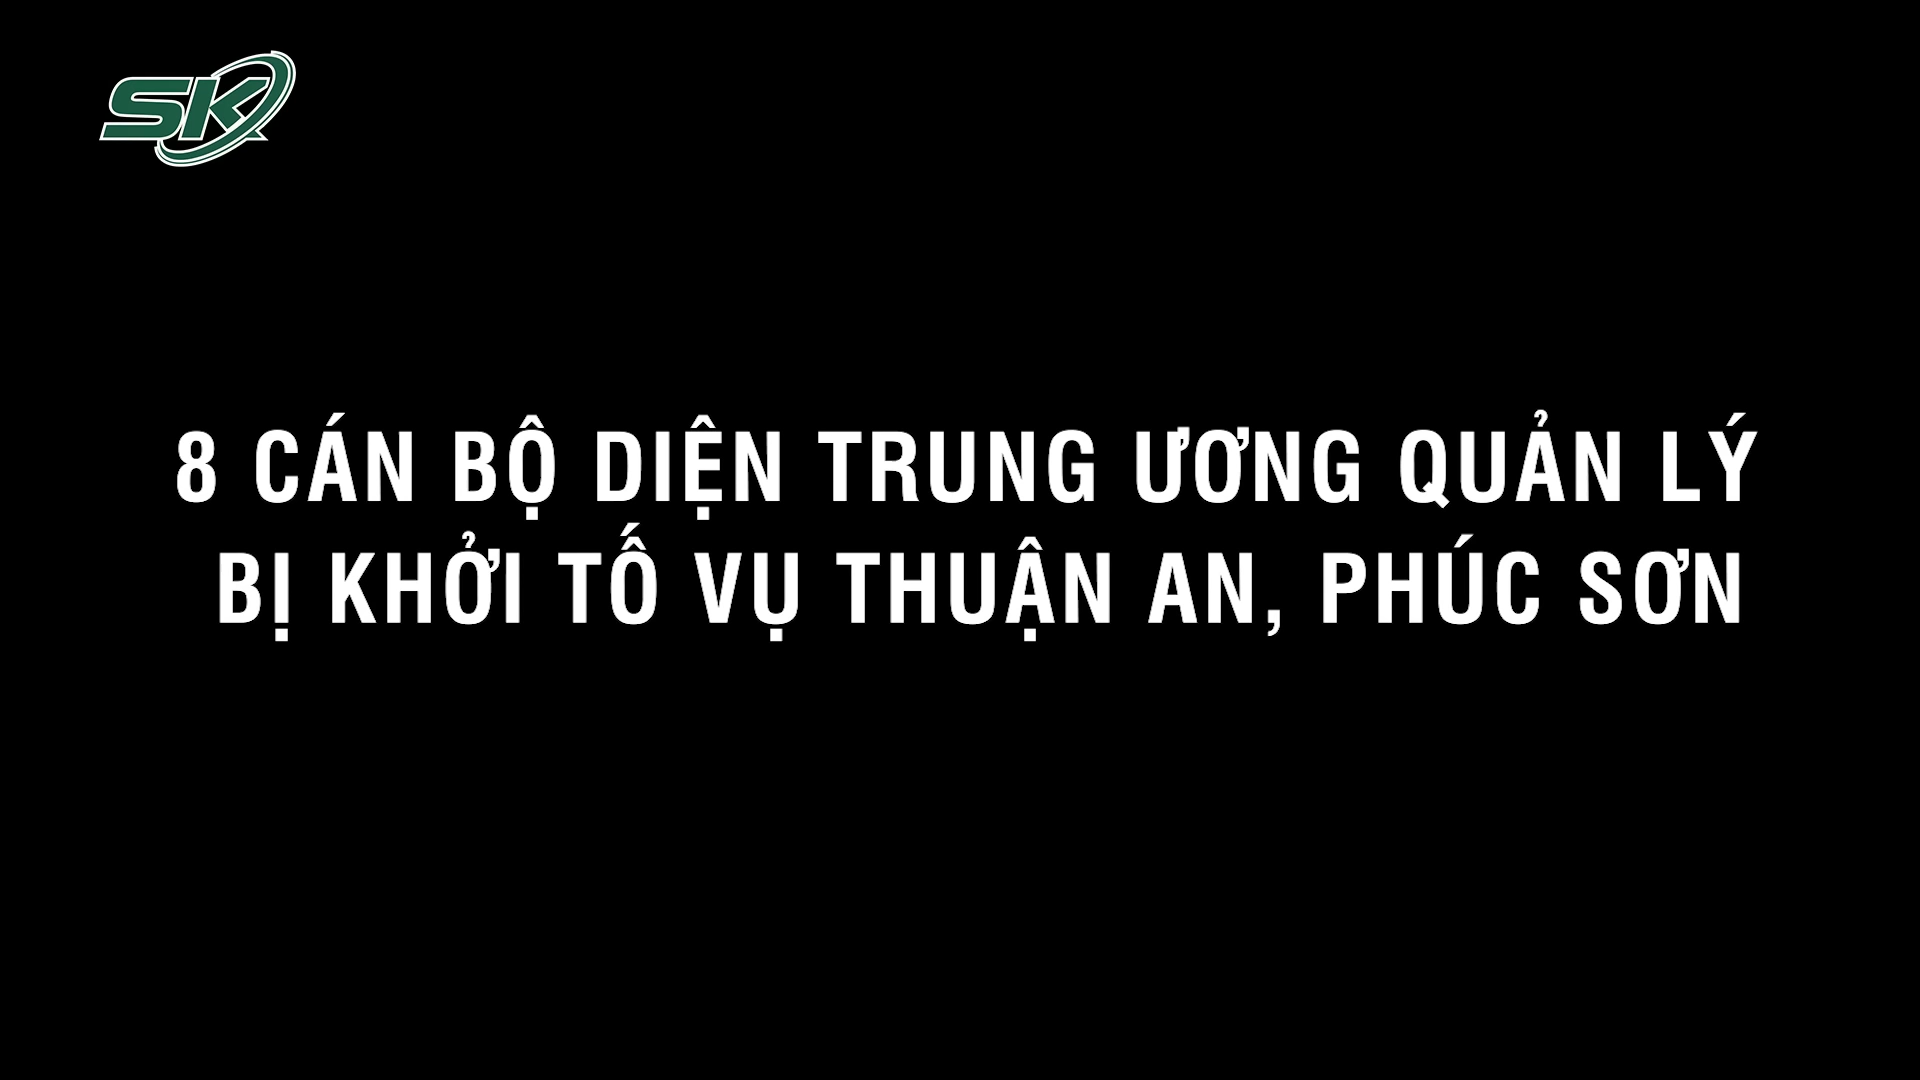 SK
8 CÁN BỘ DIỆN TRUNG ƯƠNG QUẢN LÝ
BỊ KHỞI TỐ VỤ THUẬN AN, PHÚC SƠN